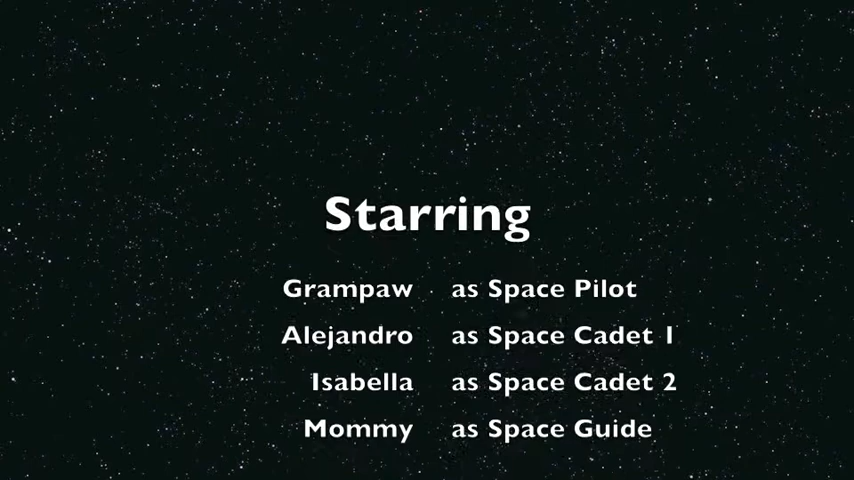 Starring
Grampaw as Space Pilot
Alejandro as Space Cadet 1
Isabella as Space Cadet 2
Mommy as Space Guide